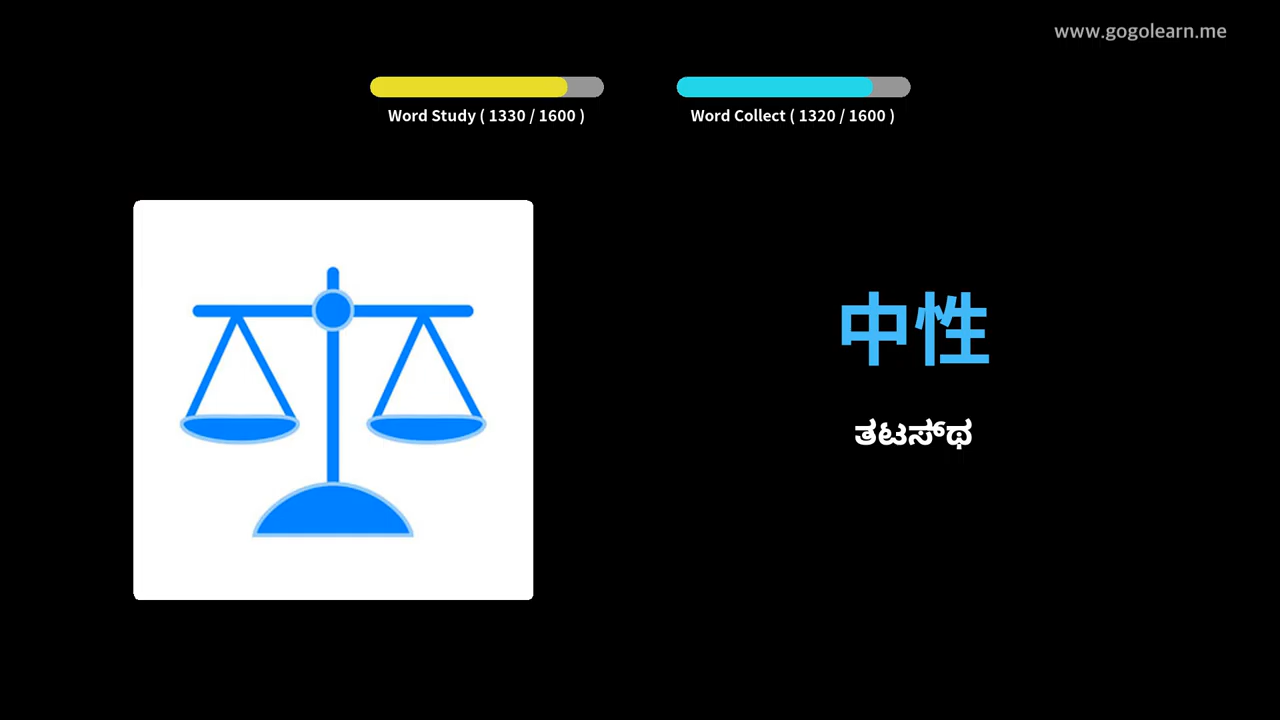 www.gogolearn.me
Word Study ( 1330 / 1600 )
Word Collect ( 1320 / 1600 )
中性
ತಟಸ್‌ಥ